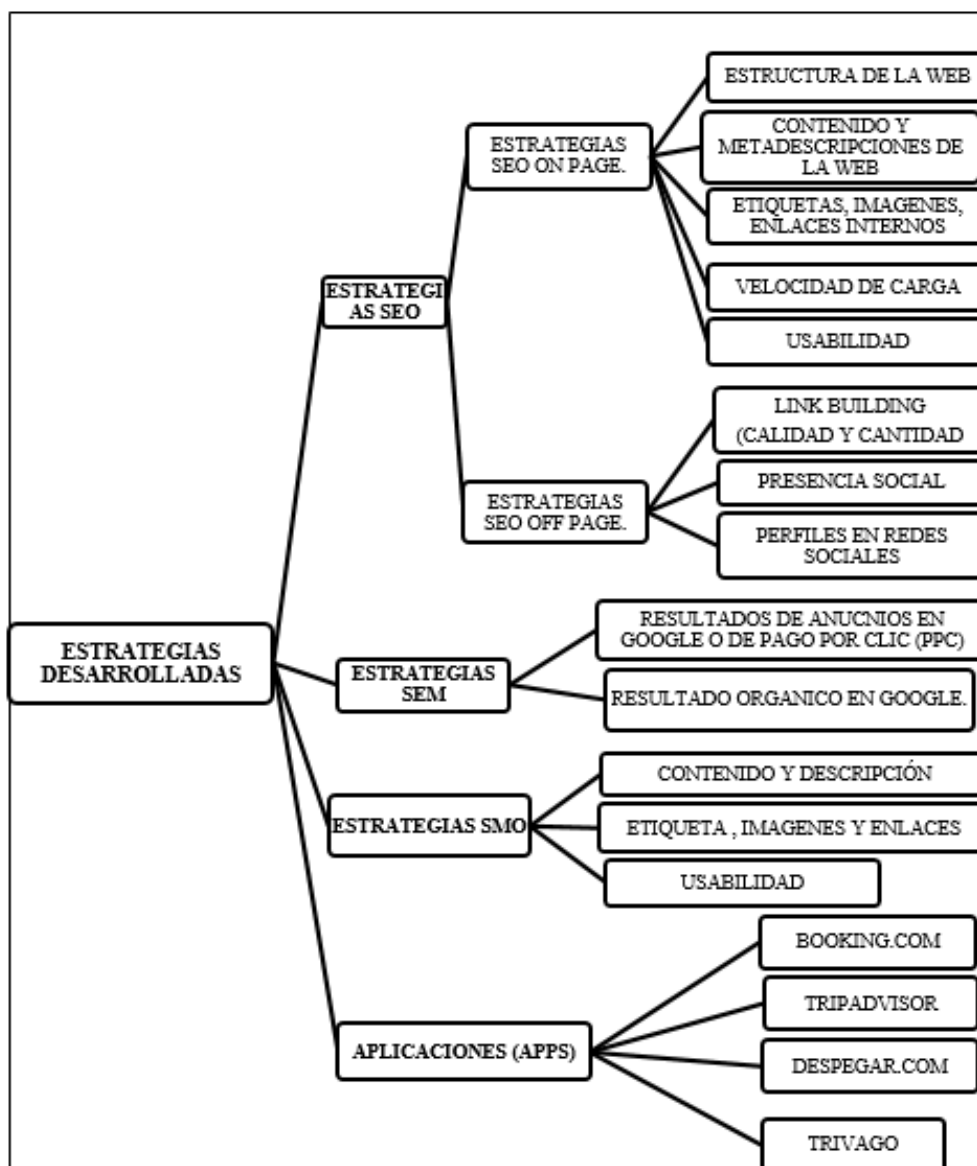 ESTRUCTURA DE LA WEB
ESTRATEGIAS
SEO ON PAGE.
CONTENIDO Y
METADESCRIPCIONES DE
LA WEB
ETIQUETAS, IMAGENES,
ENLACES INTERNOS
VELOCIDAD DE CARGA
USABILIDAD
ESTRATEGI
AS SEO
LINK BUILDING
(CALIDAD Y CANTIDAD
PRESENCIA SOCIAL
ESTRATEGIAS
SEO OFF PAGE.
PERFILES EN REDES
SOCIALES
ESTRATEGIAS
DESARROLLADAS
RESULTADOS DE ANUCNIOS EN
GOOGLE O DE PAGO POR CLIC (PPC)
ESTRATEGIAS
SEM
RESULTADO ORGANICO EN GOOGLE.
CONTENIDO Y DESCRIPCIÓN
ESTRATEGIAS SMO
ETIQUETA , IMAGENES Y ENLACES
USABILIDAD
BOOKING.COM
TRIPADVISOR
APLICACIONES (APPS)
DESPEGAR.COM
TRIVAGO